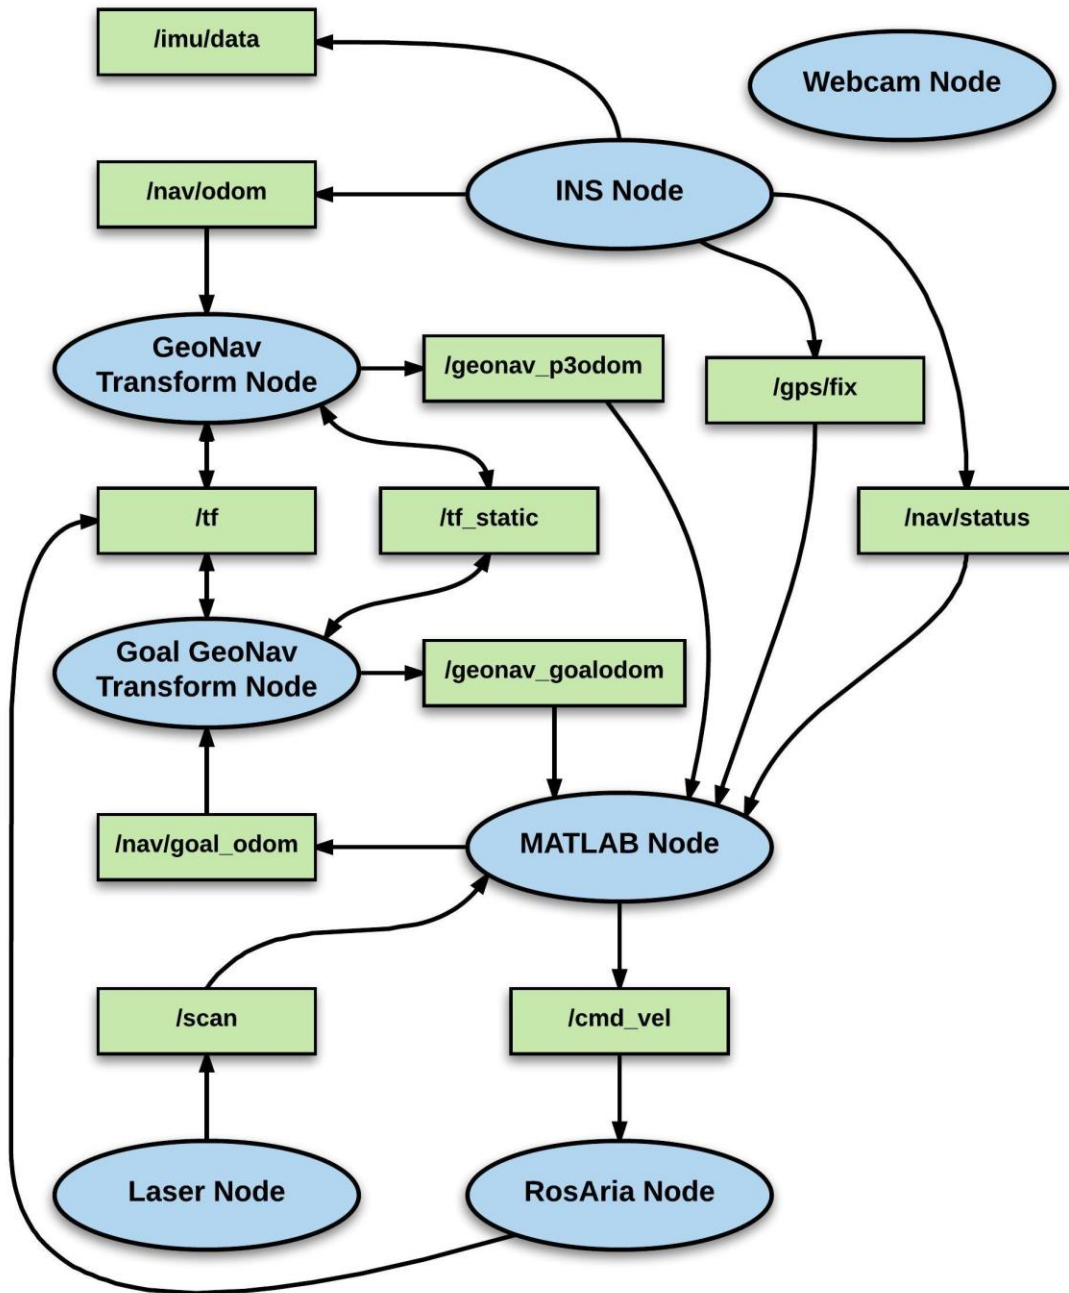 /imu/data
Webcam Node
/nav/odom
INS Node
GeoNav
Transform Node
/geonav_p3odom
/gps/fix
/tf
/tf_static
/nav/status
Goal GeoNav
Transform Node
/geonav_goalodom
/nav/goal_odom
MATLAB Node
/scan
/cmd_vel
Laser Node
RosAria Node